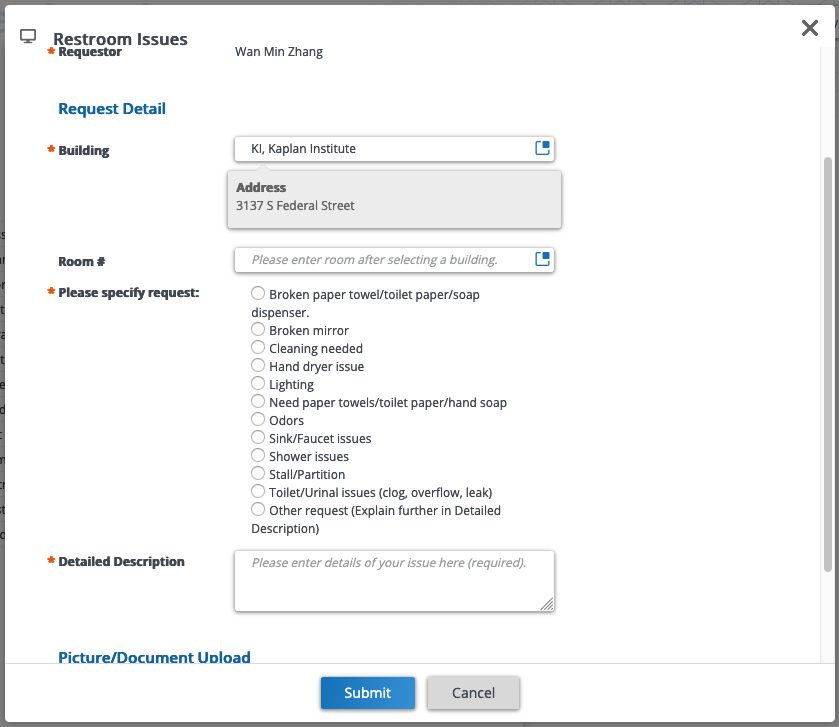 Restroom Issues
* Requestor Wan Min Zhang
Request Detail
* Building KI, Kaplan Institute
Address
3137 S Federal Street
Room # Please enter room after selecting a building.
* Please specify request:
Broken paper towel/toilet paper/soap
dispenser.
Broken mirror
Cleaning needed
Hand dryer issue
Lighting
Need paper towels/toilet paper/hand soap
Odors
Sink/Faucet issues
Shower issues
Stall/Partition
Toilet/Urinal issues (clog, overflow, leak)
Other request (Explain further in Detailed
Description)
* Detailed Description Please enter details of your issue here (required).
Picture/Document Upload
Submit Cancel